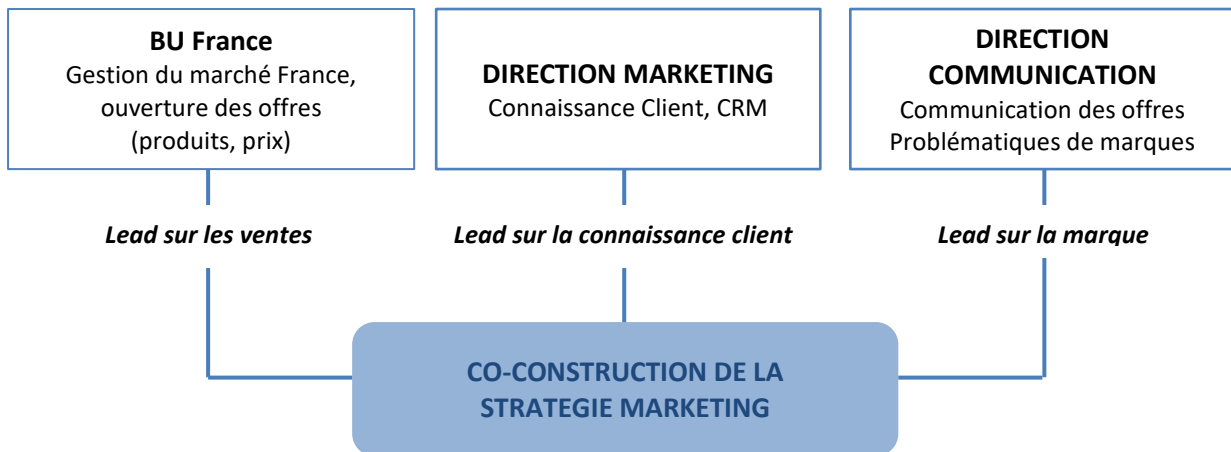 BU France
Gestion du marché France,
ouverture des offres
(produits, prix)
DIRECTION MARKETING
Connaissance Client, CRM
DIRECTION
COMMUNICATION
Communication des offres
Problématiques de marques
Lead sur les ventes
Lead sur la connaissance client
Lead sur la marque
CO-CONSTRUCTION DE LA
STRATEGIE MARKETING